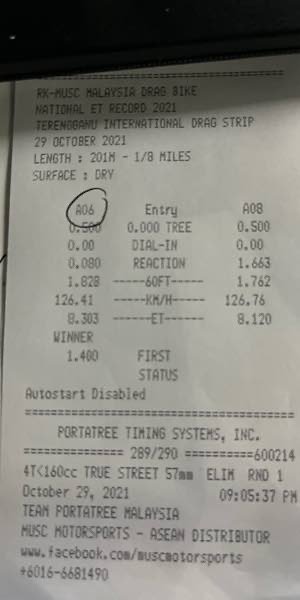 =====================================
RK-MUSC MALAYSIA DRAG BIKE
NATIONAL ET RECORD 2021
TERENGGANU INTERNATIONAL DRAG STRIP
29 OCTOBER 2021
LENGTH : 201M - 1/8 MILES
SURFACE : DRY
A06 Entry A08
0.500 0.000 TREE 0.500
0.00 DIAL-IN 0.00
0.080 REACTION 1.663
1.828 -----60FT----- 1.762
126.41 -----KM/H----- 126.76
8.303 ------ET------ 8.120
WINNER
1.400 FIRST
STATUS
Autostart Disabled
=====================================
PORTATREE TIMING SYSTEMS, INC.
============== 289/290 ==========600214
4T<160cc TRUE STREET 57mm ELIM RND 1
October 29, 2021 09:05:37 PM
TEAM PORTATREE MALAYSIA
MUSC MOTORSPORTS - ASEAN DISTRIBUTOR
www.facebook.com/muscmotorsports
+6016-6681490